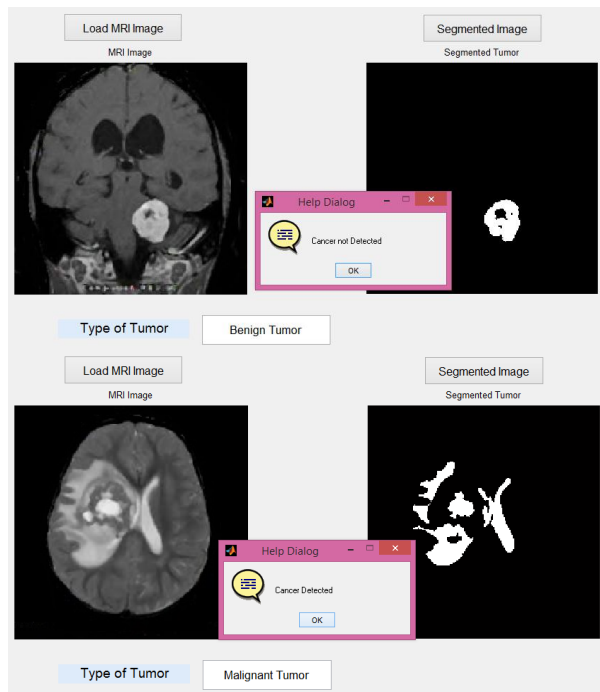 Load MRI Image
Segmented Image
MRI Image
Segmented Tumor
Help Dialog
Cancer not Detected
OK
Type of Tumor
Benign Tumor
Load MRI Image
Segmented Image
MRI Image
Segmented Tumor
Help Dialog
Cancer Detected
OK
Type of Tumor
Malignant Tumor